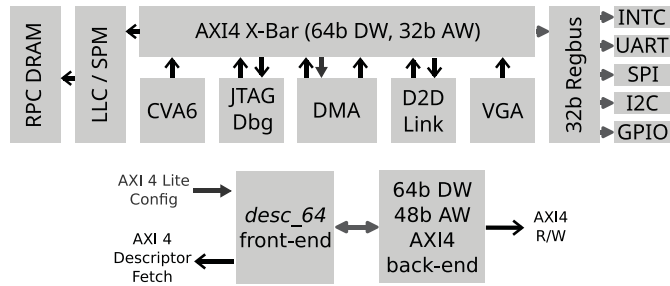 RPC DRAM
LLC / SPM
AXI4 X-Bar (64b DW, 32b AW)
CVA6
JTAG
Dbg
DMA
D2D
Link
VGA
32b Regbus
INTC
UART
SPI
I2C
GPIO
AXI 4 Lite
Config
AXI 4
Descriptor
Fetch
desc_64
front-end
64b DW
48b AW
AXI4
back-end
AXI4
R/W